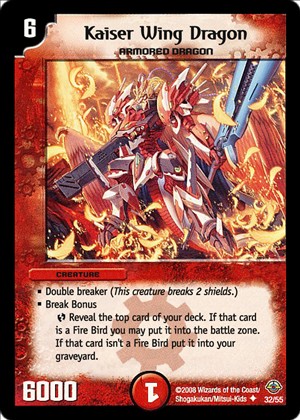 6
Kaiser Wing Dragon
ARMORED DRAGON
CREATURE
▪ Double breaker (This creature breaks 2 shields.)
▪ Break Bonus
Reveal the top card of your deck. If that card
is a Fire Bird you may put it into the battle zone.
If that card isn't a Fire Bird put it into your
graveyard.
6000
1
©2008 Wizards of the Coast/
Shogakukan/Mitsui-Kids ✦ 32/55